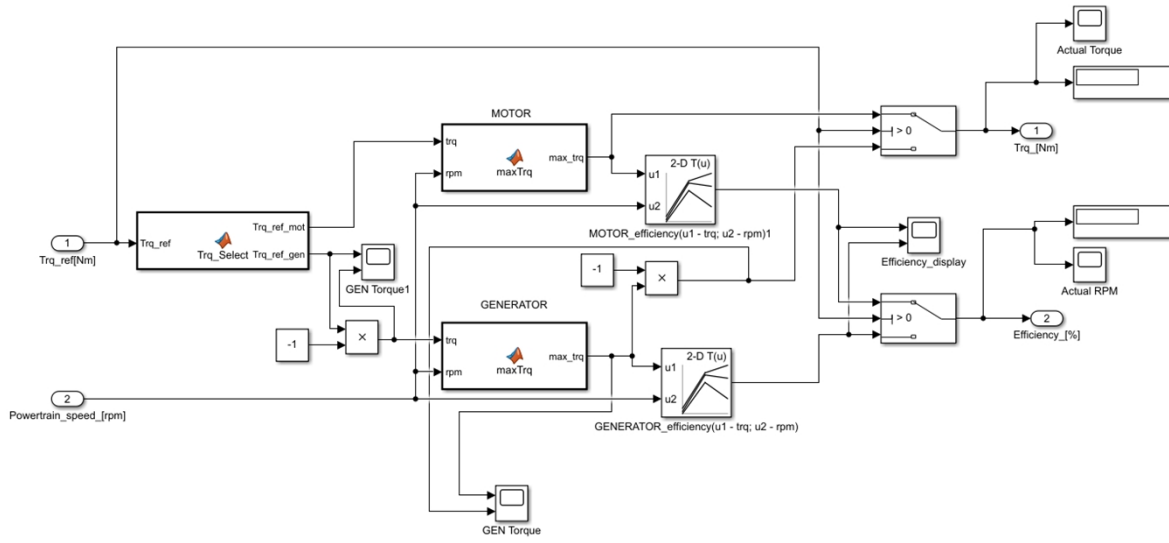 Actual Torque
MOTOR
trq
rpm
max_trq
maxTrq
> 0
1
Trq_[Nm]
2-D T(u)
u1
u2
MOTOR_efficiency(u1 - trq; u2 - rpm)1
1
Trq_ref[Nm]
Trq_ref
Trq_Select
Trq_ref_mot
Trq_ref_gen
GEN Torque1
-1
×
Efficiency_display
Actual RPM
GENERATOR
trq
rpm
max_trq
maxTrq
-1
×
> 0
2
Efficiency_[%]
2-D T(u)
u1
u2
GENERATOR_efficiency(u1 - trq; u2 - rpm)
2
Powertrain_speed_[rpm]
GEN Torque